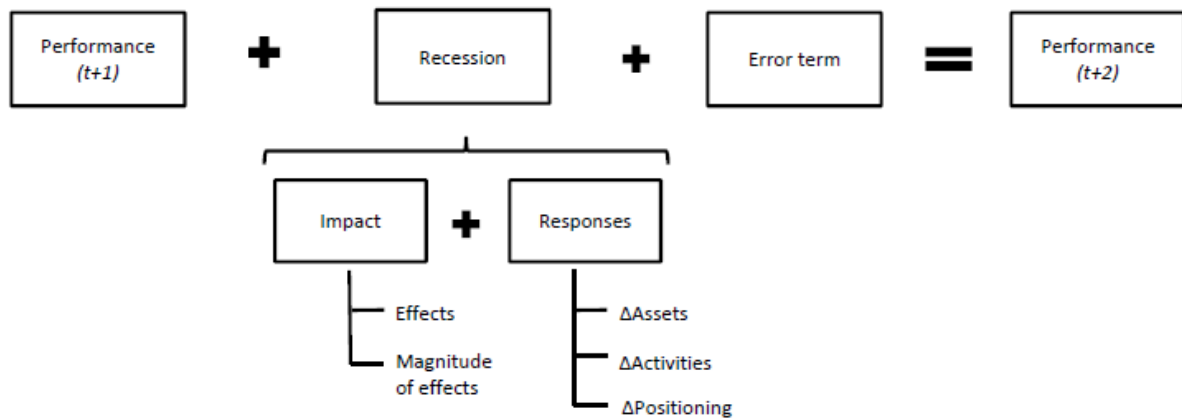 Performance
(t+1)
+
Recession
+
Error term
=
Performance
(t+2)
Impact
+
Responses
Effects
Magnitude
of effects
ΔAssets
ΔActivities
ΔPositioning